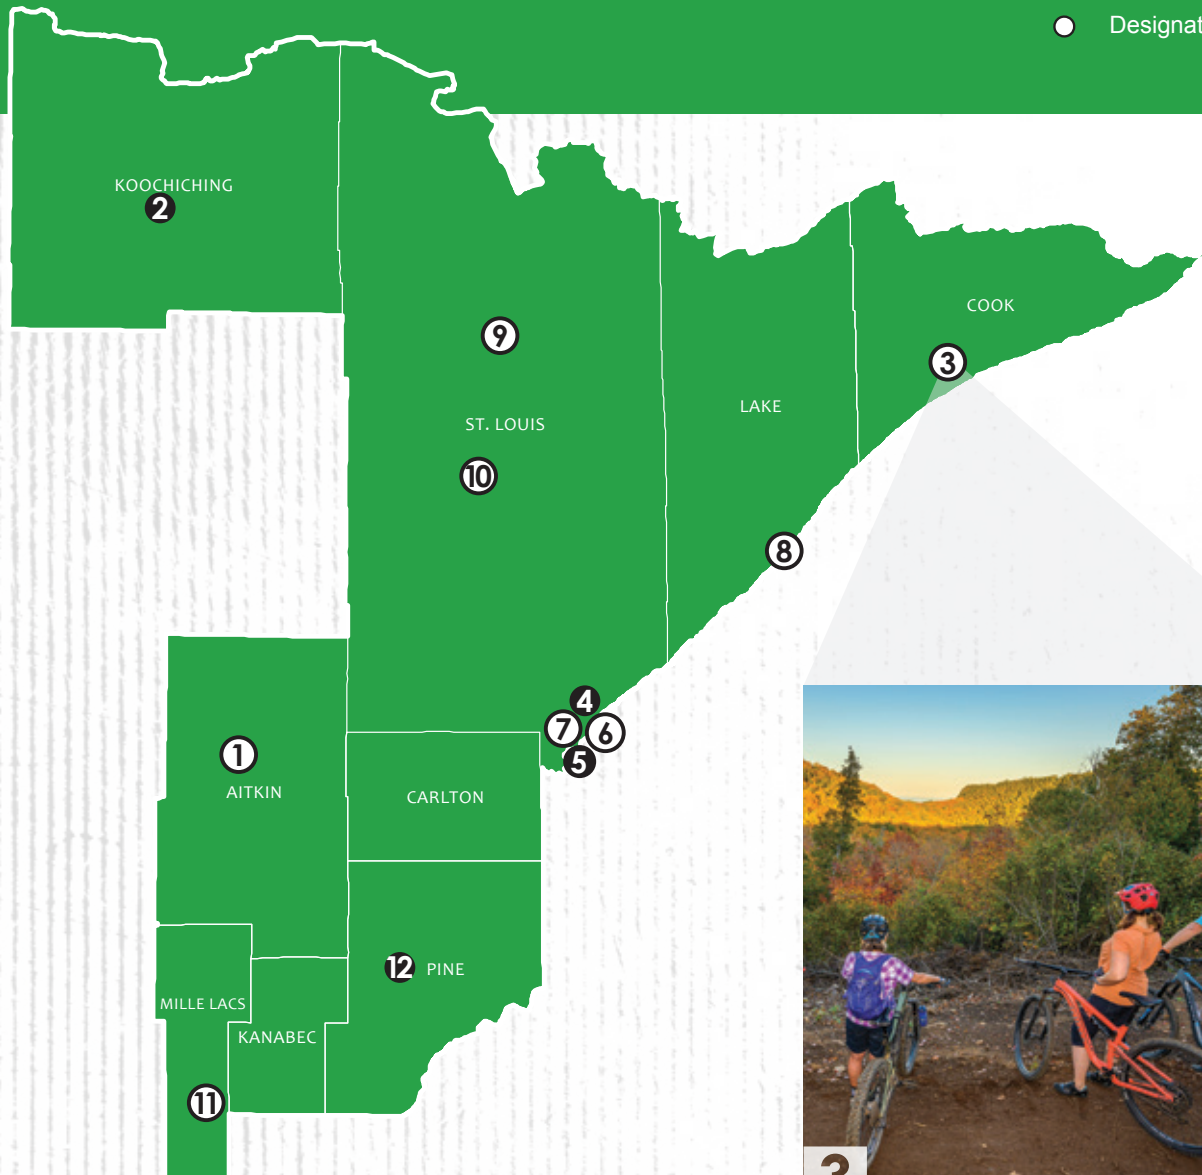 Designat
KOOCHICHING
2
9
COOK
3
LAKE
ST. LOUIS
10
8
4
7
6
5
1
AITKIN
CARLTON
12 PINE
MILLE LACS
KANABEC
11
3